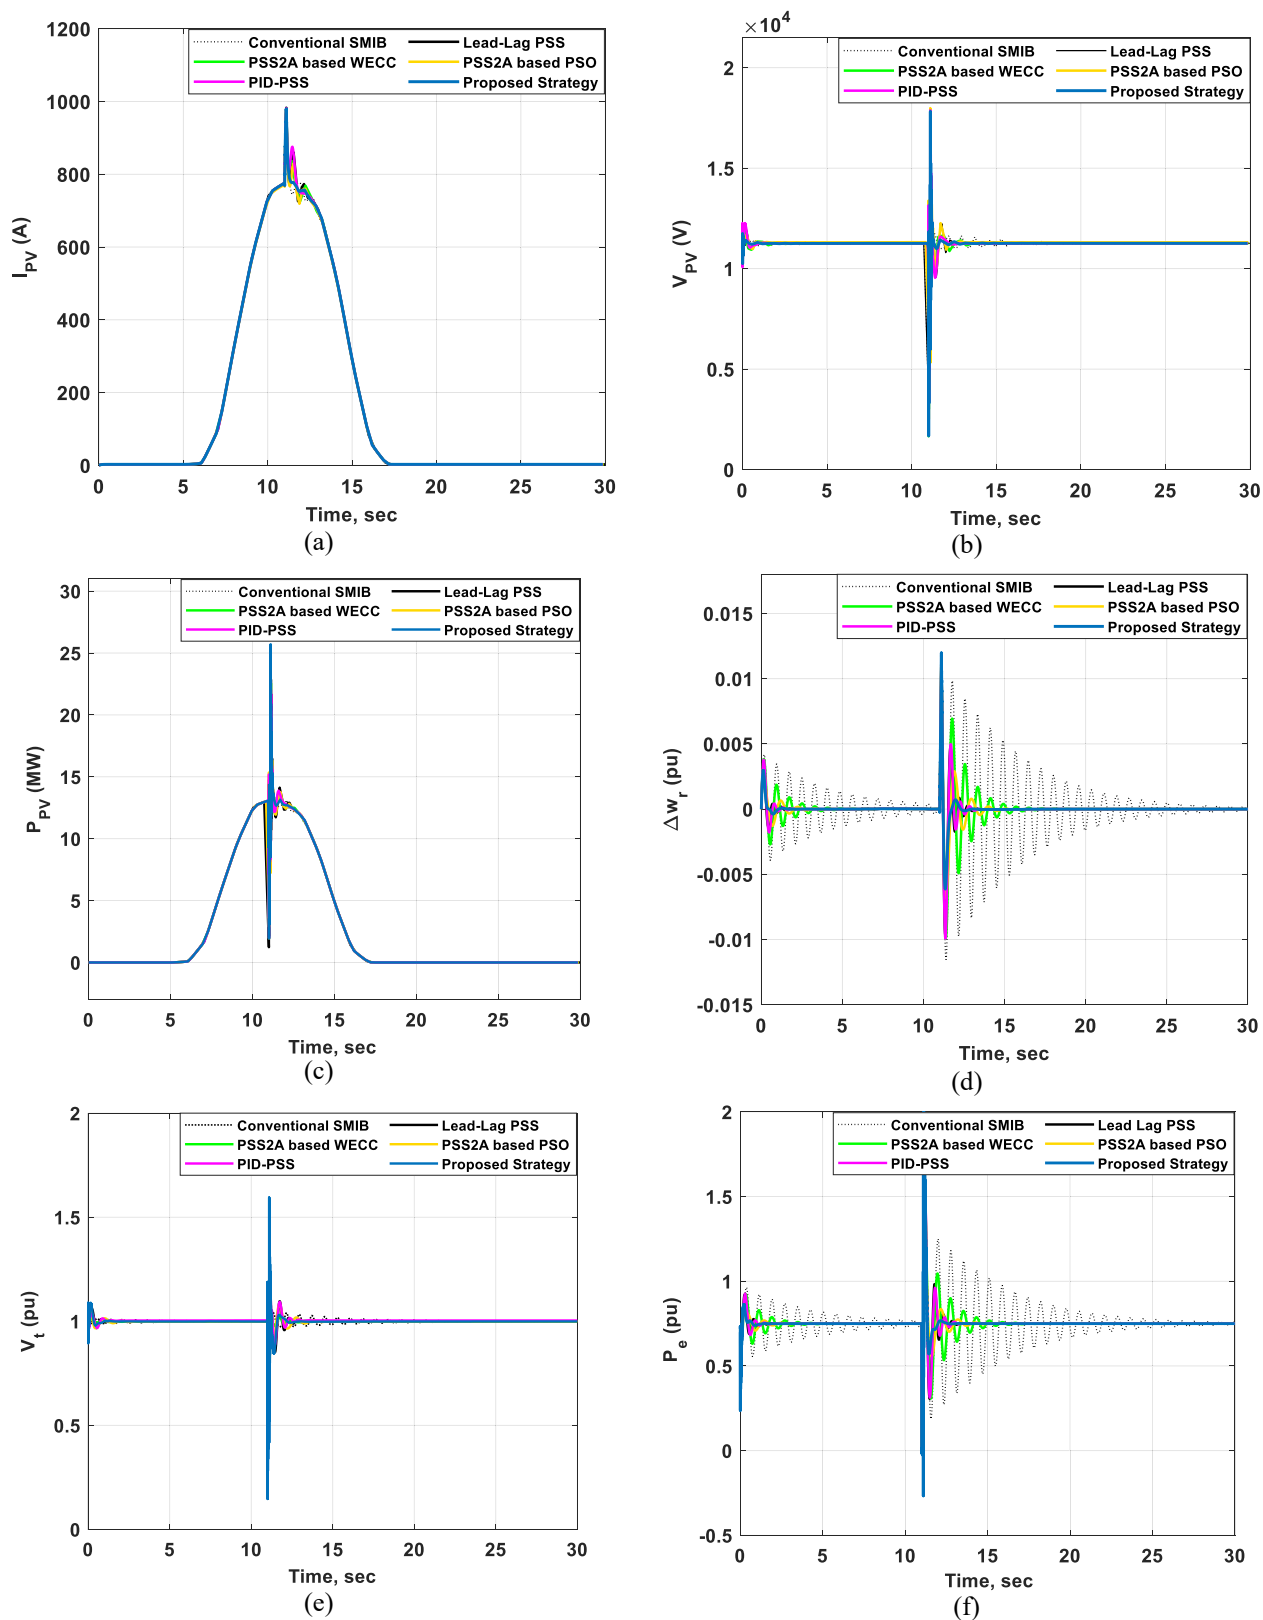 1200
1000
800
600
400
200
0
I_PV (A)
Conventional SMIB Lead-Lag PSS
PSS2A based WECC PSS2A based PSO
PID-PSS Proposed Strategy
0 5 10 15 20 25 30
Time, sec
(a)
×10^4
2
1.5
1
0.5
0
V_PV (V)
Conventional SMIB Lead-Lag PSS
PSS2A based WECC PSS2A based PSO
PID-PSS Proposed Strategy
0 5 10 15 20 25 30
Time, sec
(b)
30
25
20
15
10
5
0
P_PV (MW)
Conventional SMIB Lead-Lag PSS
PSS2A based WECC PSS2A based PSO
PID-PSS Proposed Strategy
0 5 10 15 20 25 30
Time, sec
(c)
0.015
0.01
0.005
0
-0.005
-0.01
-0.015
Δw_r (pu)
Conventional SMIB Lead-Lag PSS
PSS2A based WECC PSS2A based PSO
PID-PSS Proposed Strategy
0 5 10 15 20 25 30
Time, sec
(d)
2
1.5
1
0.5
0
V_t (pu)
Conventional SMIB Lead-Lag PSS
PSS2A based WECC PSS2A based PSO
PID-PSS Proposed Strategy
0 5 10 15 20 25 30
Time, sec
(e)
2
1.5
1
0.5
0
-0.5
P_e (pu)
Conventional SMIB Lead Lag PSS
PSS2A based WECC PSS2A based PSO
PID-PSS Proposed Strategy
0 5 10 15 20 25 30
Time, sec
(f)